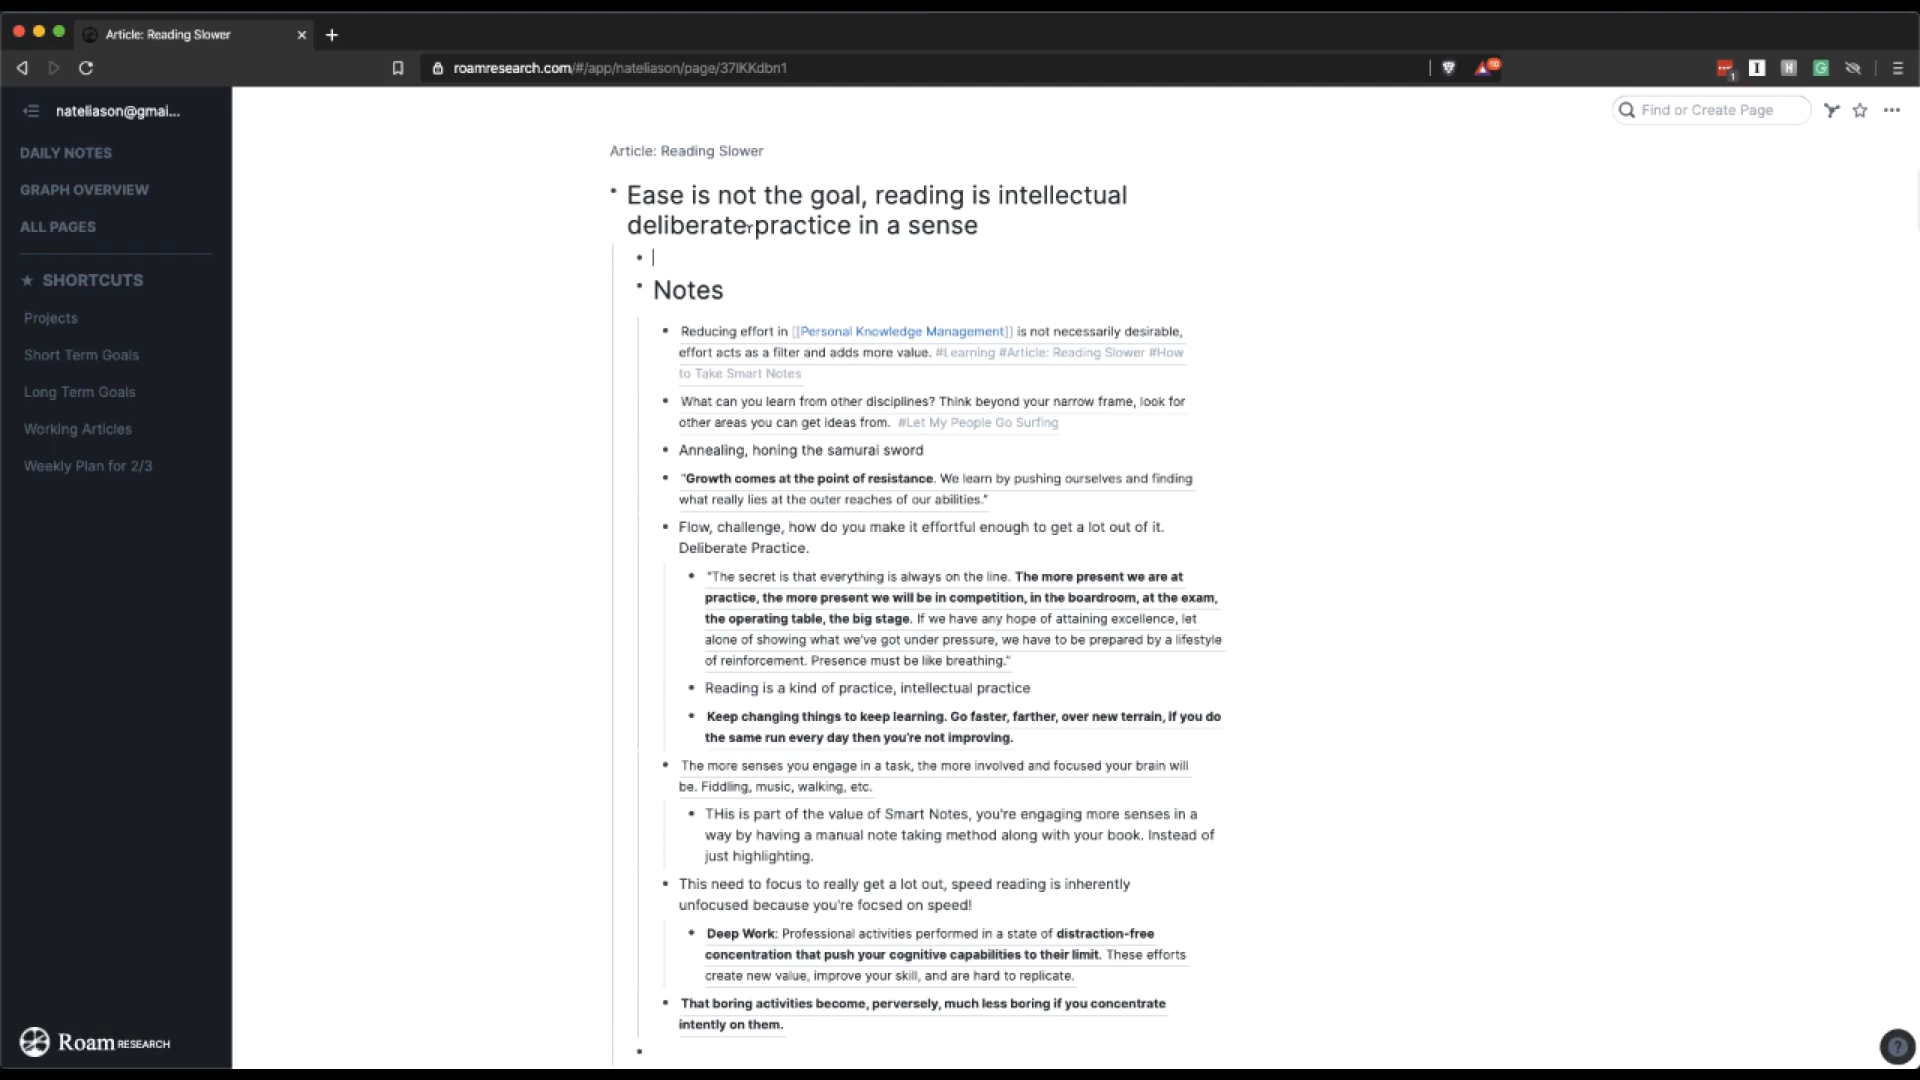 Article: Reading Slower
roamresearch.com/#/app/nateliason/page/37IKKdbn1
10
1
nateliason@gmai...
Find or Create Page
DAILY NOTES
GRAPH OVERVIEW
ALL PAGES
SHORTCUTS
Projects
Short Term Goals
Long Term Goals
Working Articles
Weekly Plan for 2/3
Roam RESEARCH
Article: Reading Slower
Ease is not the goal, reading is intellectual
deliberate practice in a sense
Notes
Reducing effort in [[Personal Knowledge Management]] is not necessarily desirable,
effort acts as a filter and adds more value. #Learning #Article: Reading Slower #How
to Take Smart Notes
What can you learn from other disciplines? Think beyond your narrow frame, look for
other areas you can get ideas from. #Let My People Go Surfing
Annealing, honing the samurai sword
"Growth comes at the point of resistance. We learn by pushing ourselves and finding
what really lies at the outer reaches of our abilities."
Flow, challenge, how do you make it effortful enough to get a lot out of it.
Deliberate Practice.
"The secret is that everything is always on the line. The more present we are at
practice, the more present we will be in competition, in the boardroom, at the exam,
the operating table, the big stage. If we have any hope of attaining excellence, let
alone of showing what we've got under pressure, we have to be prepared by a lifestyle
of reinforcement. Presence must be like breathing."
Reading is a kind of practice, intellectual practice
Keep changing things to keep learning. Go faster, farther, over new terrain, if you do
the same run every day then you're not improving.
The more senses you engage in a task, the more involved and focused your brain will
be. Fiddling, music, walking, etc.
THis is part of the value of Smart Notes, you're engaging more senses in a
way by having a manual note taking method along with your book. Instead of
just highlighting.
This need to focus to really get a lot out, speed reading is inherently
unfocused because you're focsed on speed!
Deep Work: Professional activities performed in a state of distraction-free
concentration that push your cognitive capabilities to their limit. These efforts
create new value, improve your skill, and are hard to replicate.
That boring activities become, perversely, much less boring if you concentrate
intently on them.